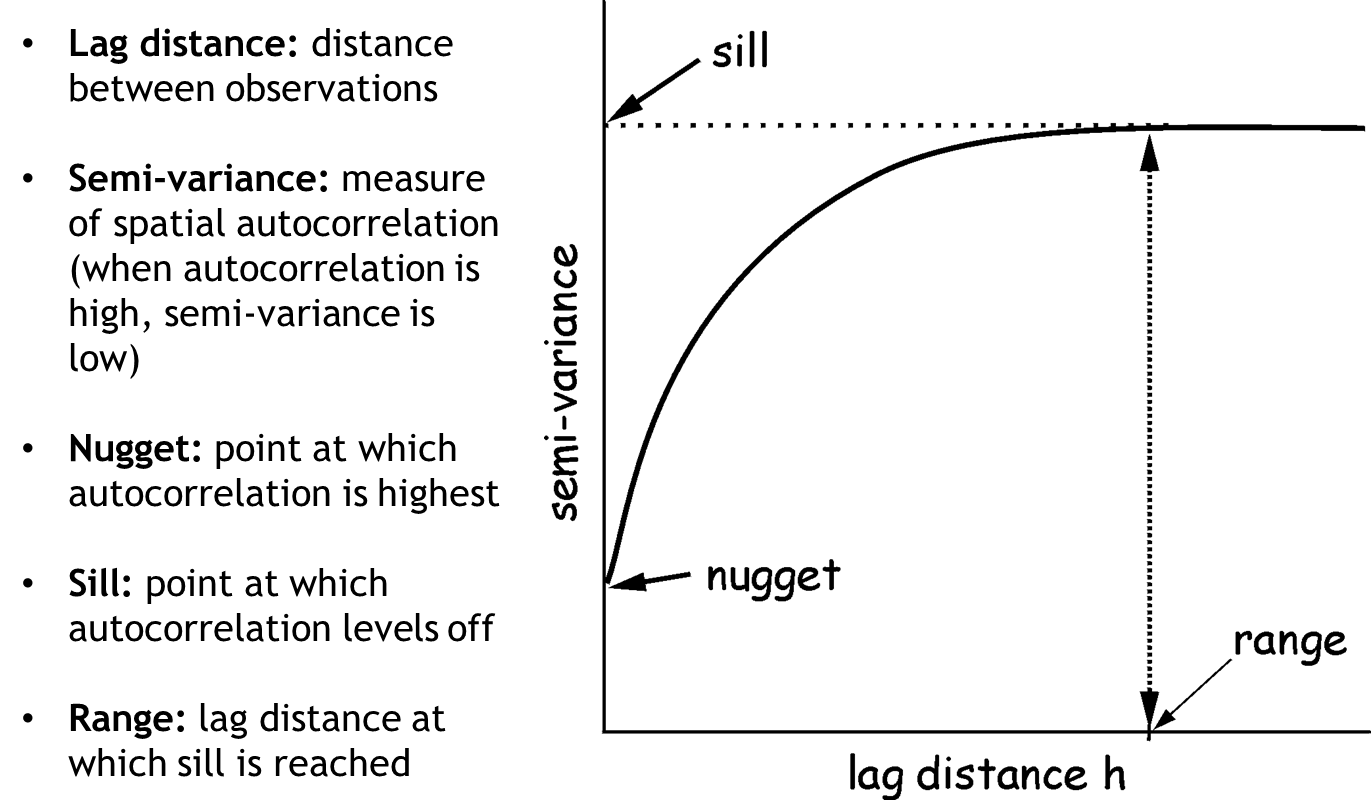 • Lag distance: distance
between observations
• Semi-variance: measure
of spatial autocorrelation
(when autocorrelation is
high, semi-variance is
low)
• Nugget: point at which
autocorrelation is highest
• Sill: point at which
autocorrelation levels off
• Range: lag distance at
which sill is reached
sill
semi-variance
nugget
range
lag distance h